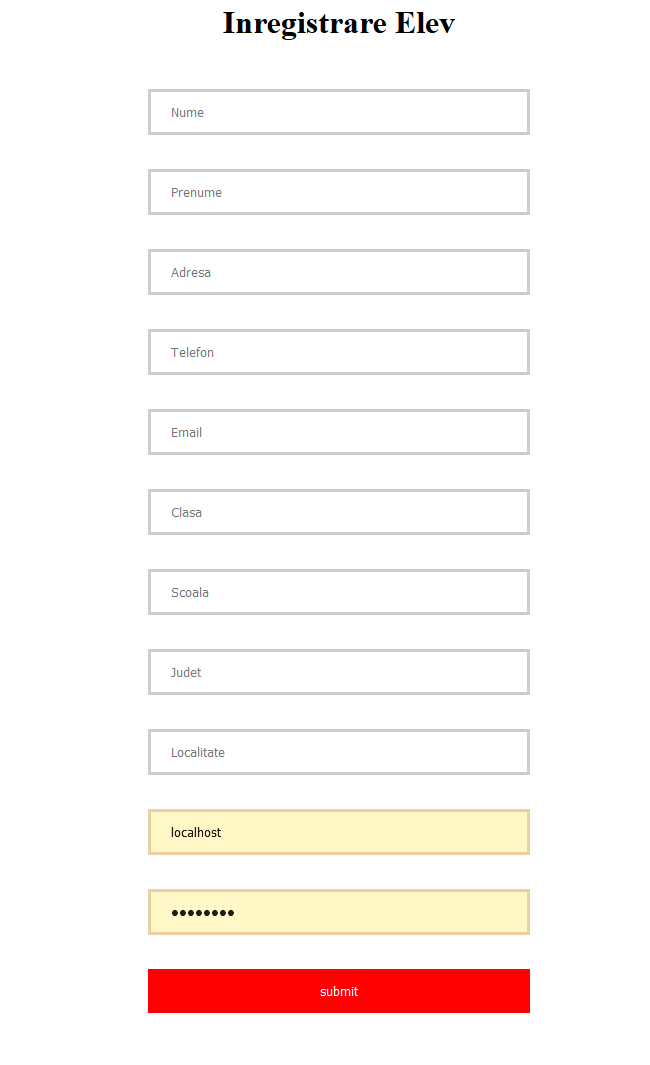 Inregistrare Elev
Nume
Prenume
Adresa
Telefon
Email
Clasa
Scoala
Judet
Localitate
localhost
••••••••
submit